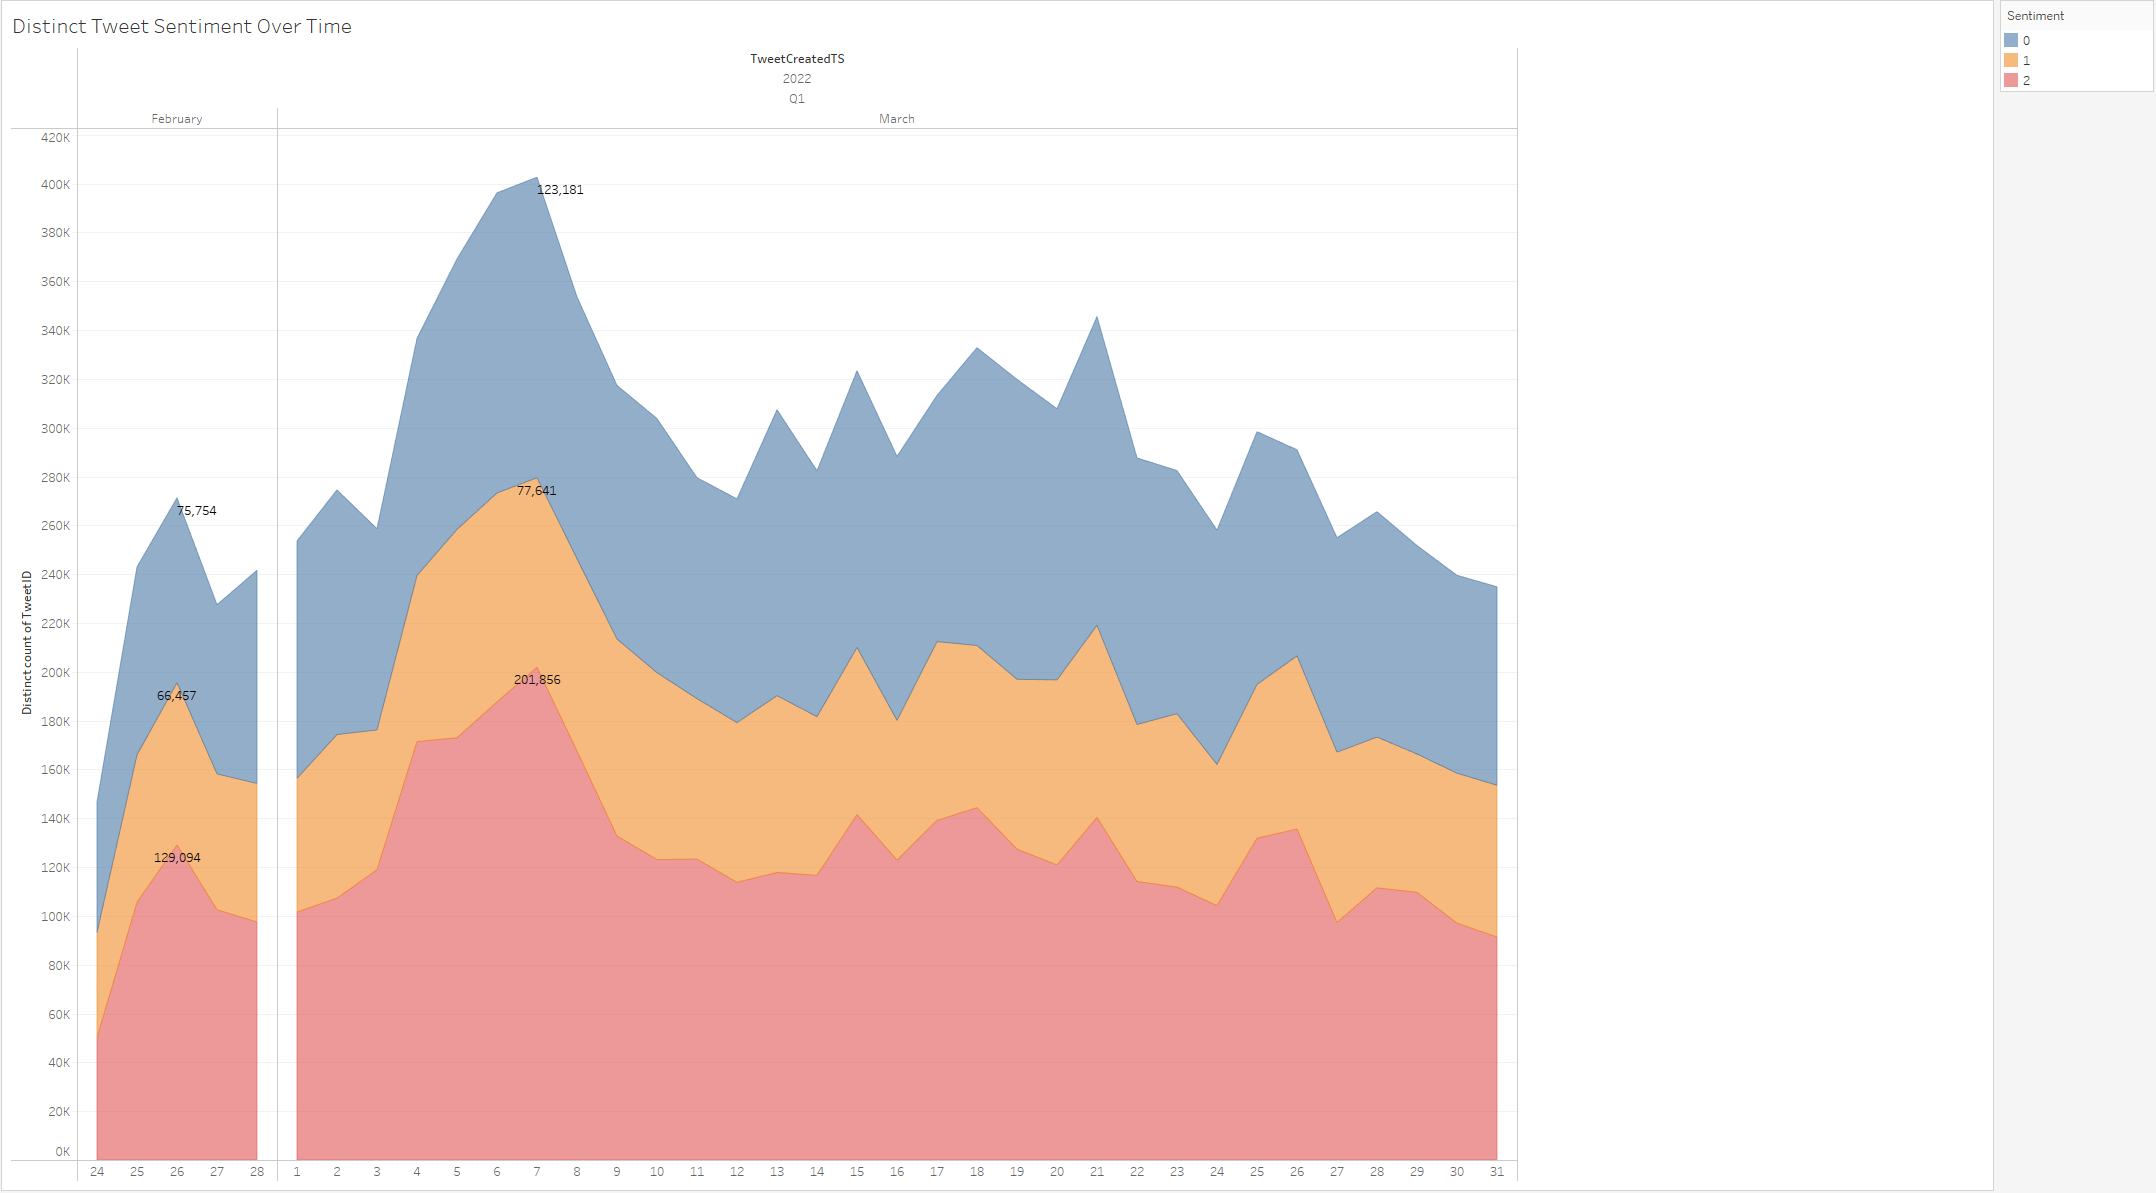 Distinct Tweet Sentiment Over Time
TweetCreatedTS
2022
Q1
February March
Distinct count of TweetID
420K
400K
380K
360K
340K
320K
300K
280K
260K
240K
220K
200K
180K
160K
140K
120K
100K
80K
60K
40K
20K
0K
123,181
77,641
75,754
201,856
66,457
129,094
24 25 26 27 28 1 2 3 4 5 6 7 8 9 10 11 12 13 14 15 16 17 18 19 20 21 22 23 24 25 26 27 28 29 30 31
Sentiment
0
1
2